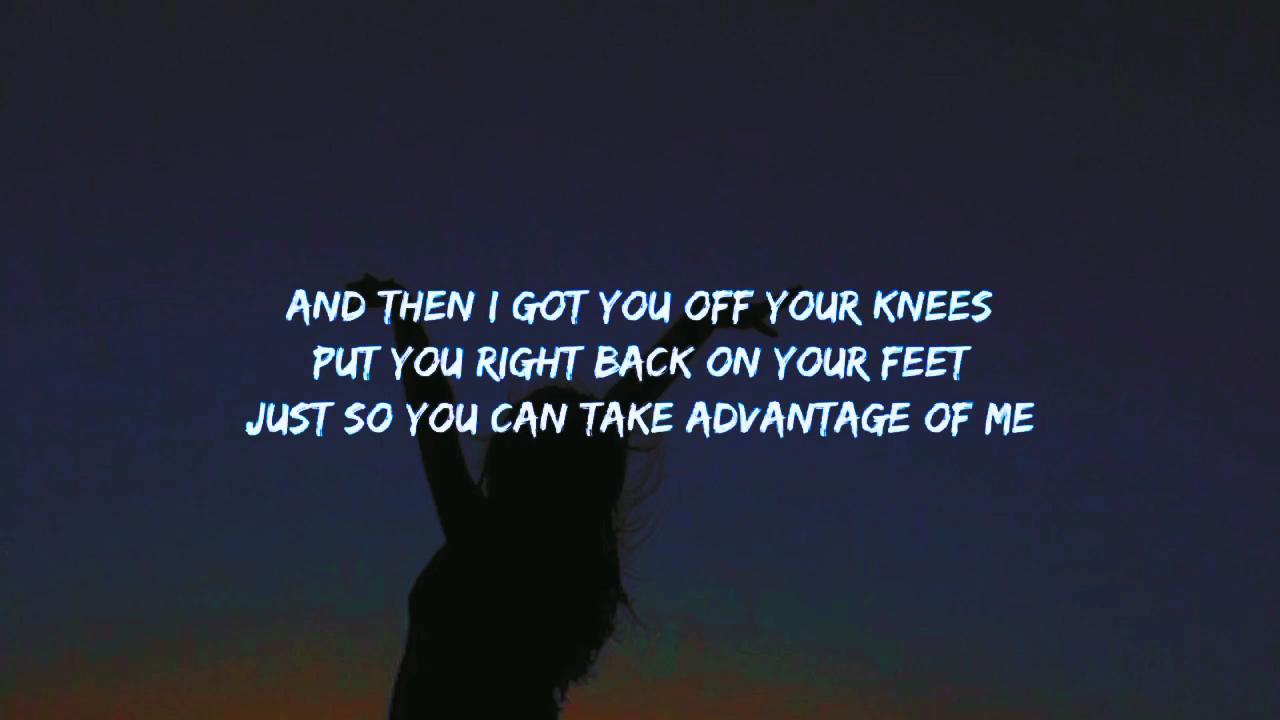 AND THEN I GOT YOU OFF YOUR KNEES
PUT YOU RIGHT BACK ON YOUR FEET
JUST SO YOU CAN TAKE ADVANTAGE OF ME